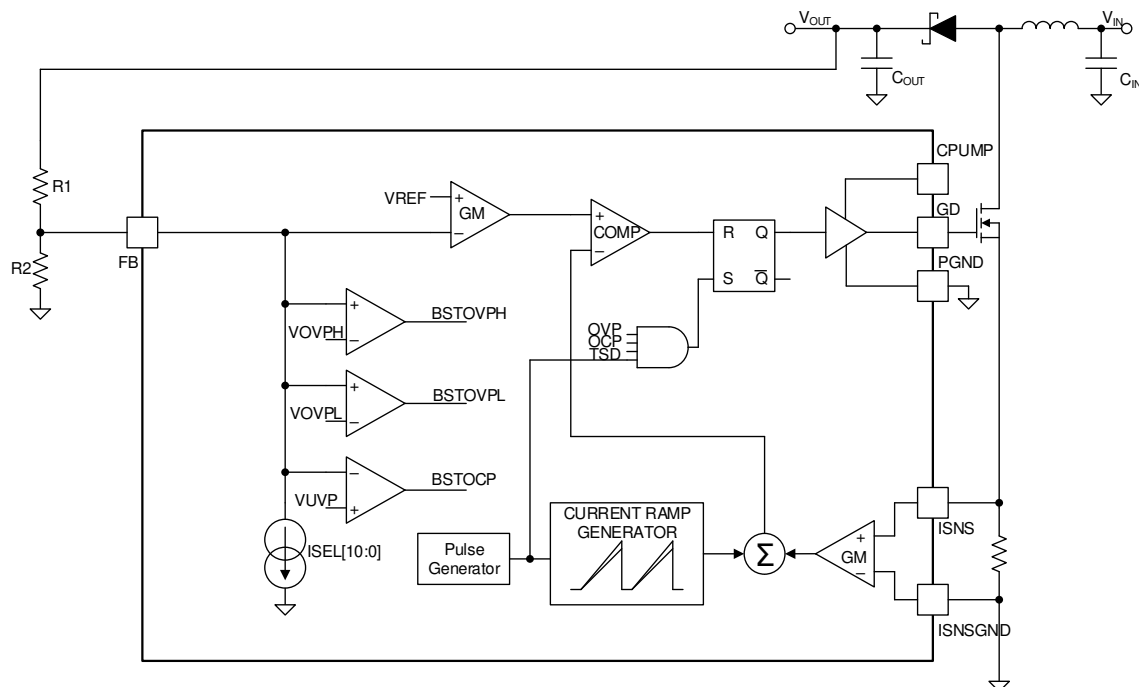 VOUT
VIN
COUT
CIN
CPUMP
R1
VREF
+
GM
−
+
COMP
−
R
Q
S
Q̅
GD
FB
R2
PGND
+
VOVPH
−
BSTOVPH
OVP
OCP
TSD
+
VOVPL
−
BSTOVPL
−
VUVP
+
BSTOCP
ISEL[10:0]
Pulse
Generator
CURRENT RAMP
GENERATOR
Σ
+
GM
−
ISNS
ISNSGND